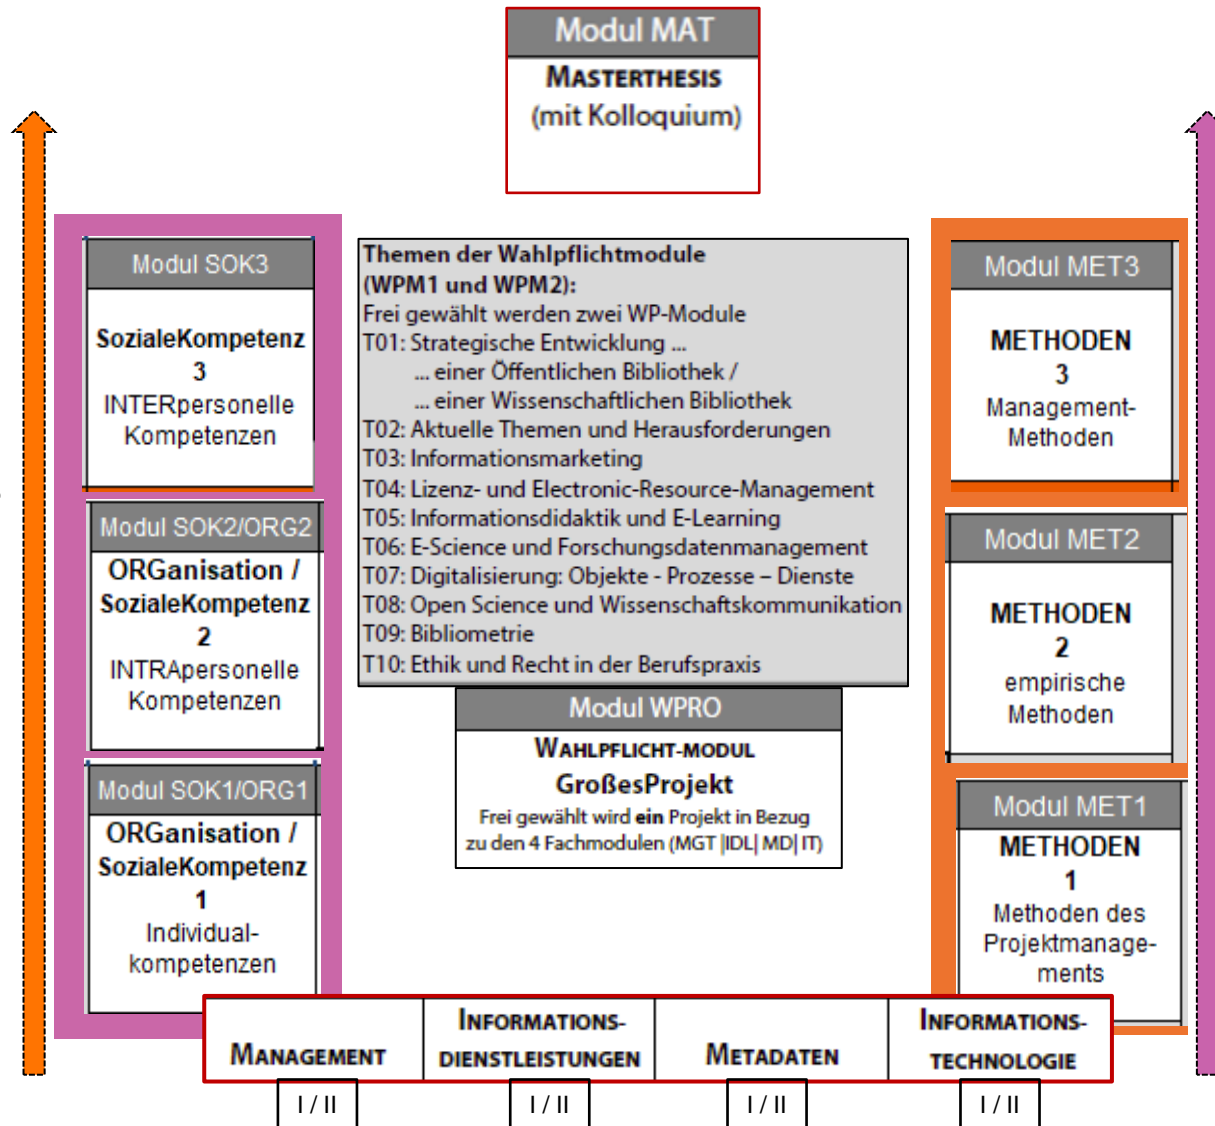 Modul MAT
MASTERTHESIS
(mit Kolloquium)
Modul SOK3
SozialeKompetenz
3
INTERpersonelle
Kompetenzen
Modul SOK2/ORG2
ORGanisation /
SozialeKompetenz
2
INTRApersonelle
Kompetenzen
Modul SOK1/ORG1
ORGanisation /
SozialeKompetenz
1
Individual-
kompetenzen
Themen der Wahlpflichtmodule
(WPM1 und WPM2):
Frei gewählt werden zwei WP-Module
T01: Strategische Entwicklung ...
... einer Öffentlichen Bibliothek /
... einer Wissenschaftlichen Bibliothek
T02: Aktuelle Themen und Herausforderungen
T03: Informationsmarketing
T04: Lizenz- und Electronic-Resource-Management
T05: Informationsdidaktik und E-Learning
T06: E-Science und Forschungsdatenmanagement
T07: Digitalisierung: Objekte - Prozesse – Dienste
T08: Open Science und Wissenschaftskommunikation
T09: Bibliometrie
T10: Ethik und Recht in der Berufspraxis
Modul WPRO
WAHLPFLICHT-MODUL
GroßesProjekt
Frei gewählt wird ein Projekt in Bezug
zu den 4 Fachmodulen (MGT |IDL| MD| IT)
Modul MET3
METHODEN
3
Management-
Methoden
Modul MET2
METHODEN
2
empirische
Methoden
Modul MET1
METHODEN
1
Methoden des
Projektmanage-
ments
MANAGEMENT
INFORMATIONS-
DIENSTLEISTUNGEN
METADATEN
INFORMATIONS-
TECHNOLOGIE
I / II
I / II
I / II
I / II